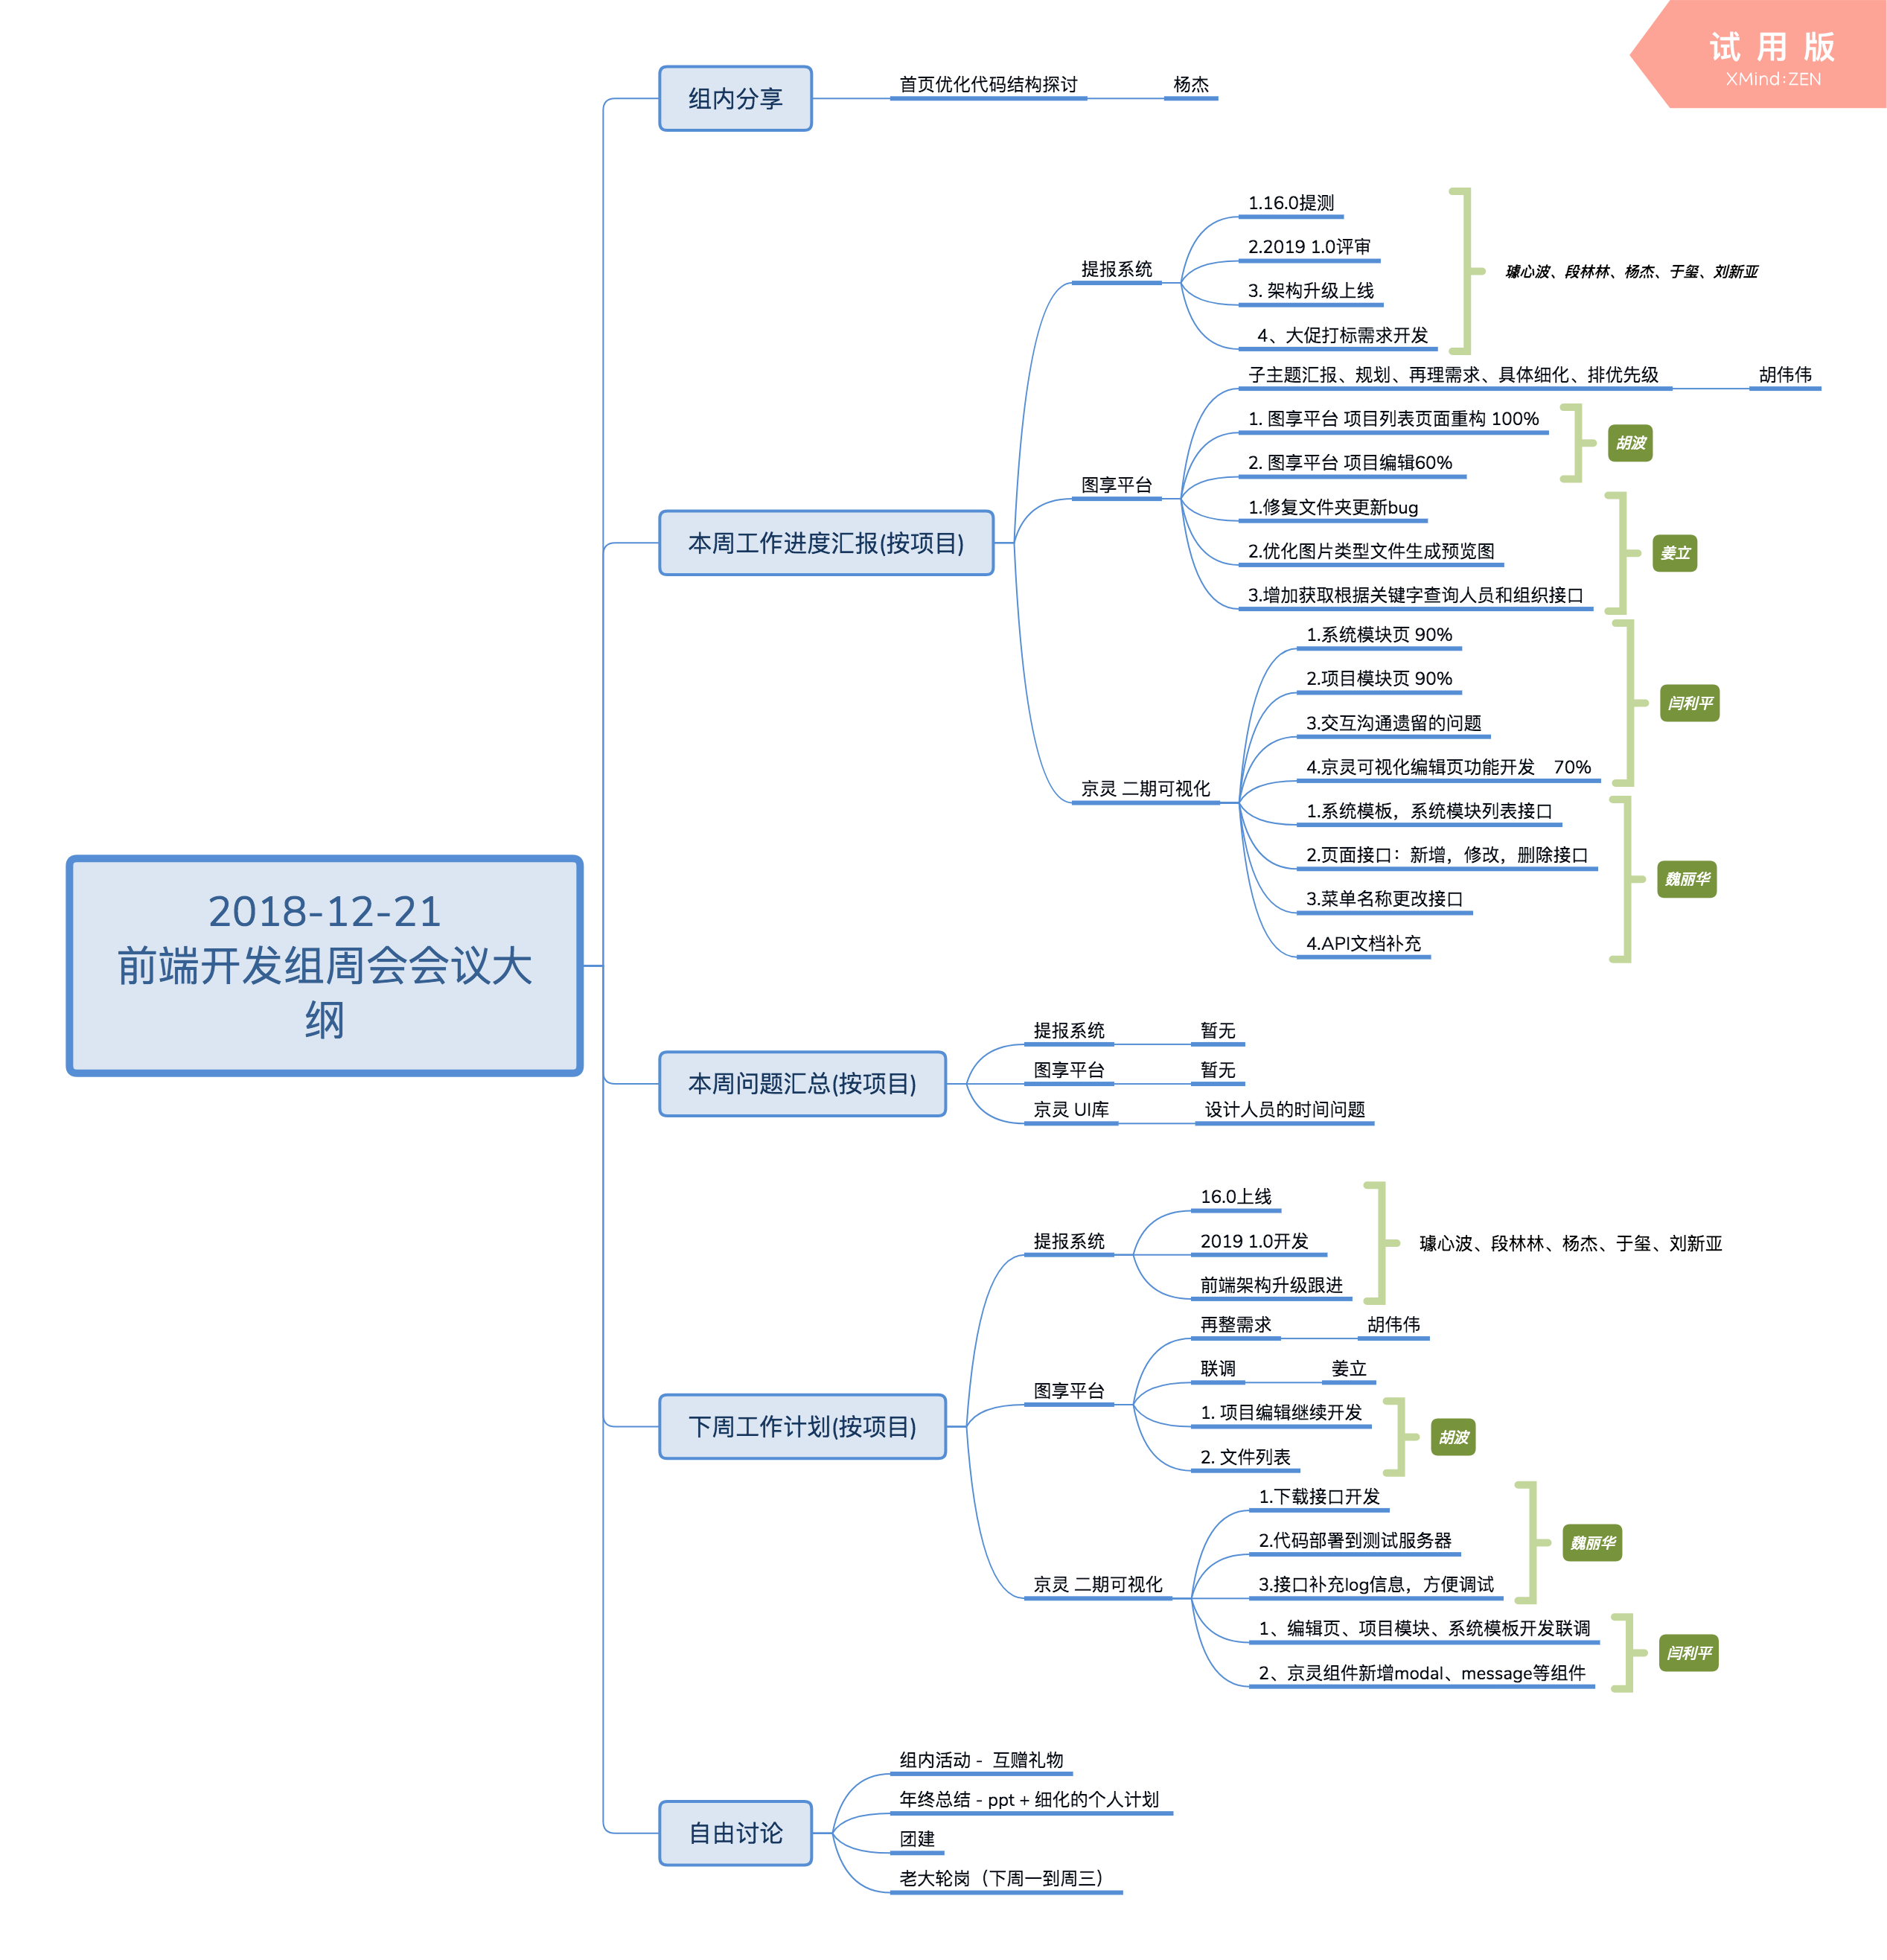 试 用 版
XMind:ZEN
2018-12-21
前端开发组周会会议大
纲
组内分享
首页优化代码结构探讨
杨杰
本周工作进度汇报(按项目)
提报系统
1.16.0提测
2.2019 1.0评审
3. 架构升级上线
4、大促打标需求开发
璩心波、段林林、杨杰、于玺、刘新亚
图享平台
子主题汇报、规划、再理需求、具体细化、排优先级
胡伟伟
1. 图享平台 项目列表页面重构 100%
2. 图享平台 项目编辑60%
胡波
1.修复文件夹更新bug
2.优化图片类型文件生成预览图
3.增加获取根据关键字查询人员和组织接口
姜立
京灵 二期可视化
1.系统模块页 90%
2.项目模块页 90%
3.交互沟通遗留的问题
4.京灵可视化编辑页功能开发 70%
闫利平
1.系统模板，系统模块列表接口
2.页面接口：新增，修改，删除接口
3.菜单名称更改接口
4.API文档补充
魏丽华
本周问题汇总(按项目)
提报系统
暂无
图享平台
暂无
京灵 UI库
设计人员的时间问题
下周工作计划(按项目)
提报系统
16.0上线
2019 1.0开发
前端架构升级跟进
璩心波、段林林、杨杰、于玺、刘新亚
图享平台
再整需求
胡伟伟
联调
姜立
1. 项目编辑继续开发
2. 文件列表
胡波
京灵 二期可视化
1.下载接口开发
2.代码部署到测试服务器
3.接口补充log信息，方便调试
魏丽华
1、编辑页、项目模块、系统模板开发联调
2、京灵组件新增modal、message等组件
闫利平
自由讨论
组内活动 - 互赠礼物
年终总结 - ppt + 细化的个人计划
团建
老大轮岗（下周一到周三）